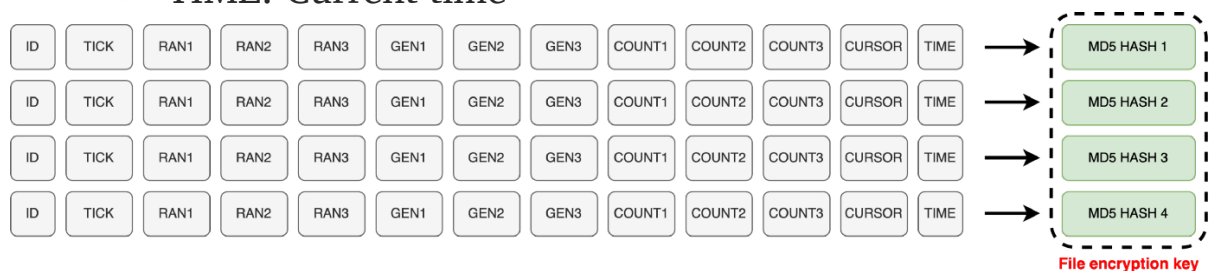 TIME: Current time
ID TICK RAN1 RAN2 RAN3 GEN1 GEN2 GEN3 COUNT1 COUNT2 COUNT3 CURSOR TIME MD5 HASH 1
ID TICK RAN1 RAN2 RAN3 GEN1 GEN2 GEN3 COUNT1 COUNT2 COUNT3 CURSOR TIME MD5 HASH 2
ID TICK RAN1 RAN2 RAN3 GEN1 GEN2 GEN3 COUNT1 COUNT2 COUNT3 CURSOR TIME MD5 HASH 3
ID TICK RAN1 RAN2 RAN3 GEN1 GEN2 GEN3 COUNT1 COUNT2 COUNT3 CURSOR TIME MD5 HASH 4
File encryption key